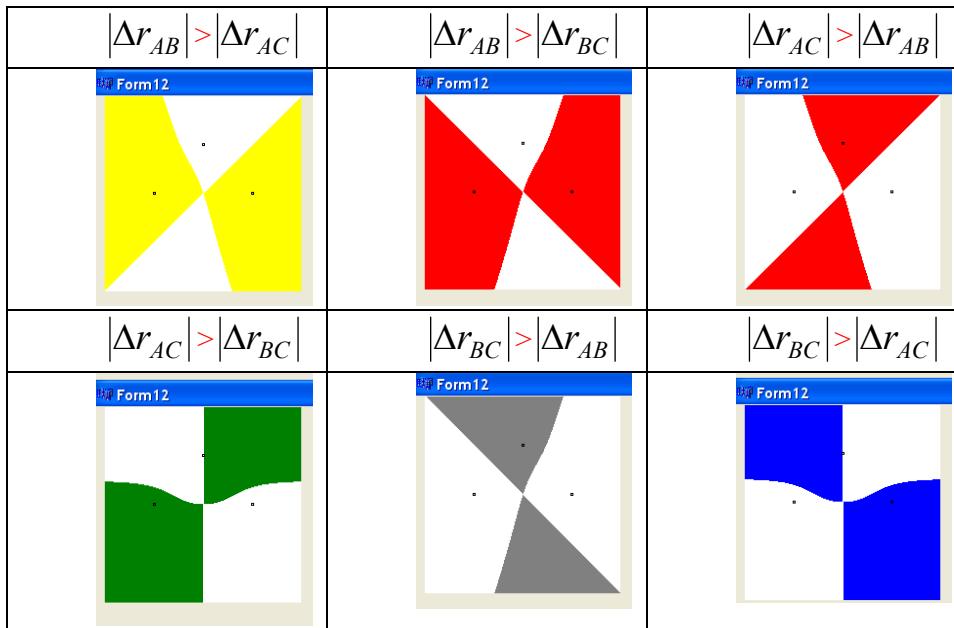 |Δr_AB| > |Δr_AC|
|Δr_AB| > |Δr_BC|
|Δr_AC| > |Δr_AB|
Form12
Form12
Form12
|Δr_AC| > |Δr_BC|
|Δr_BC| > |Δr_AB|
|Δr_BC| > |Δr_AC|
Form12
Form12
Form12